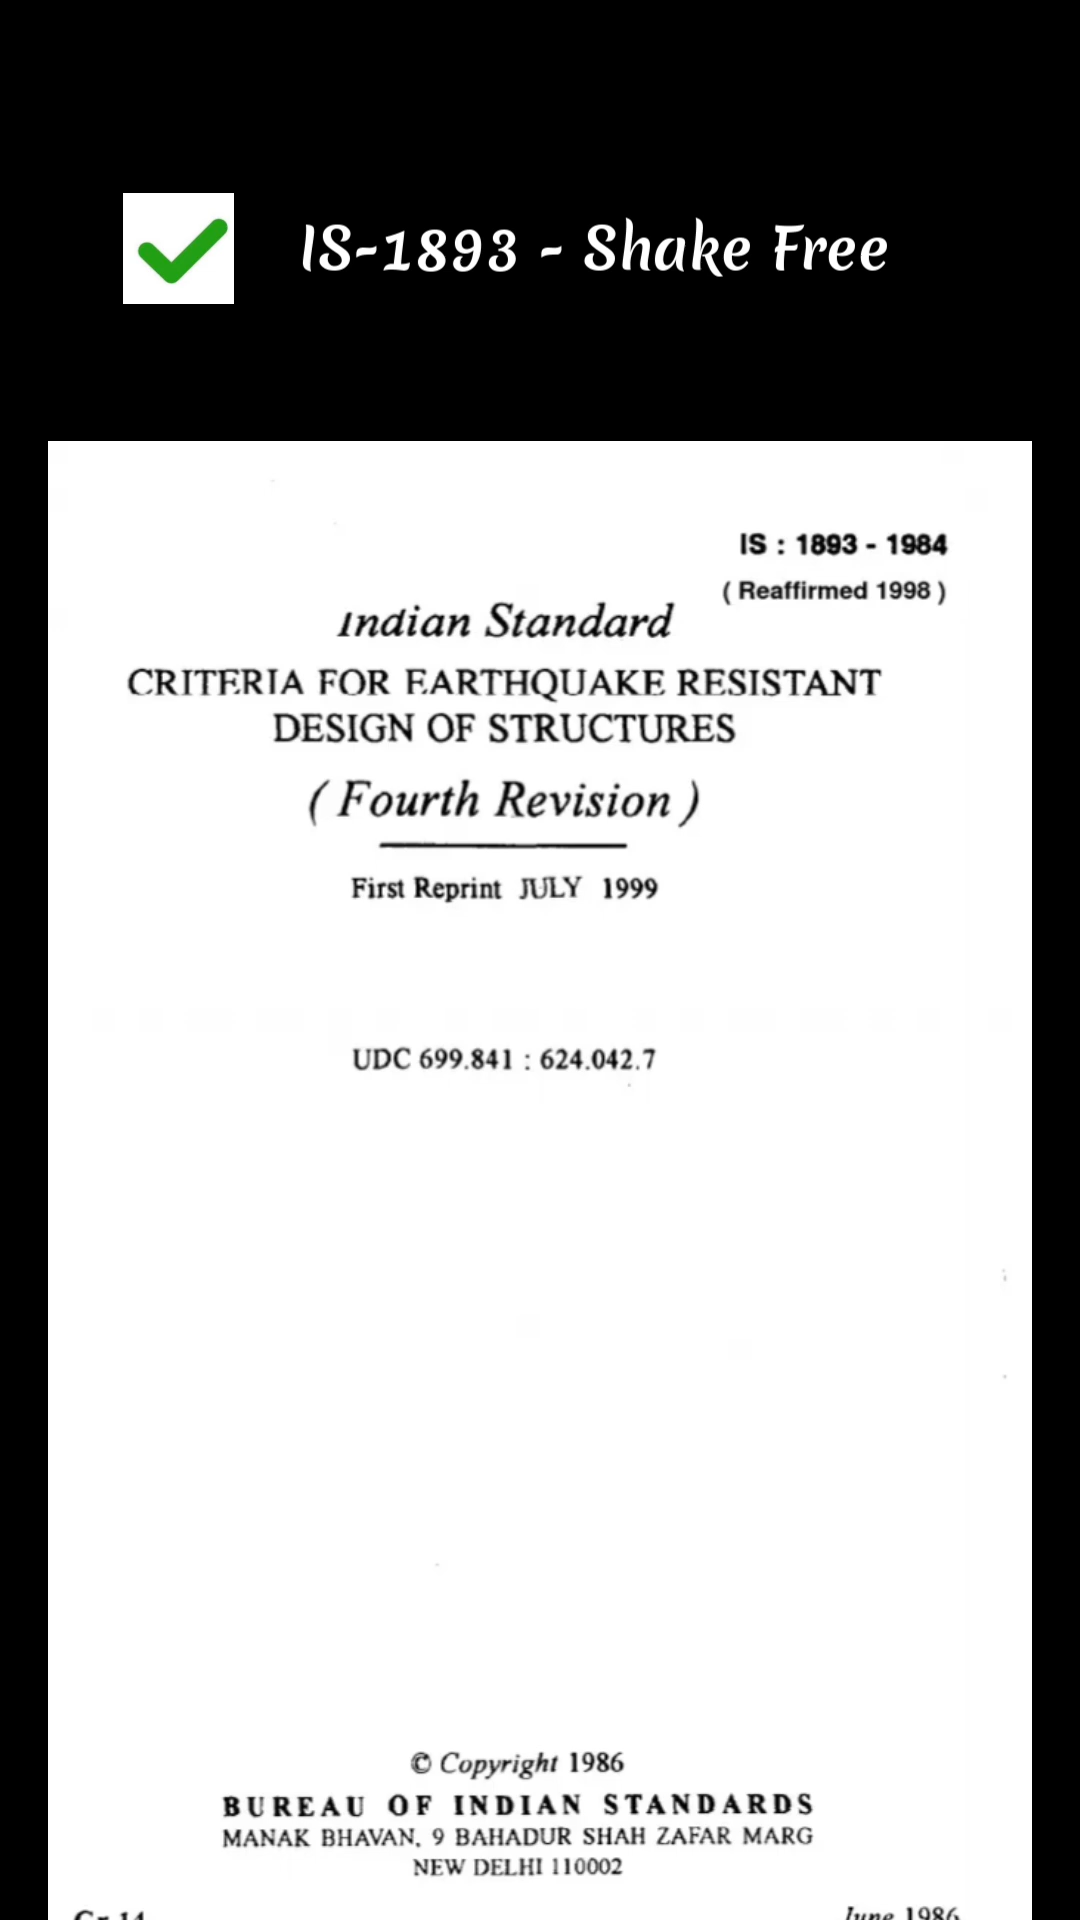 IS-1893 - Shake Free
IS : 1893 - 1984
( Reaffirmed 1998 )
Indian Standard
CRITERIA FOR EARTHQUAKE RESISTANT
DESIGN OF STRUCTURES
( Fourth Revision )
First Reprint JULY 1999
UDC 699.841 : 624.042.7
© Copyright 1986
BUREAU OF INDIAN STANDARDS
MANAK BHAVAN, 9 BAHADUR SHAH ZAFAR MARG
NEW DELHI 110002
Gr 14 June 1986